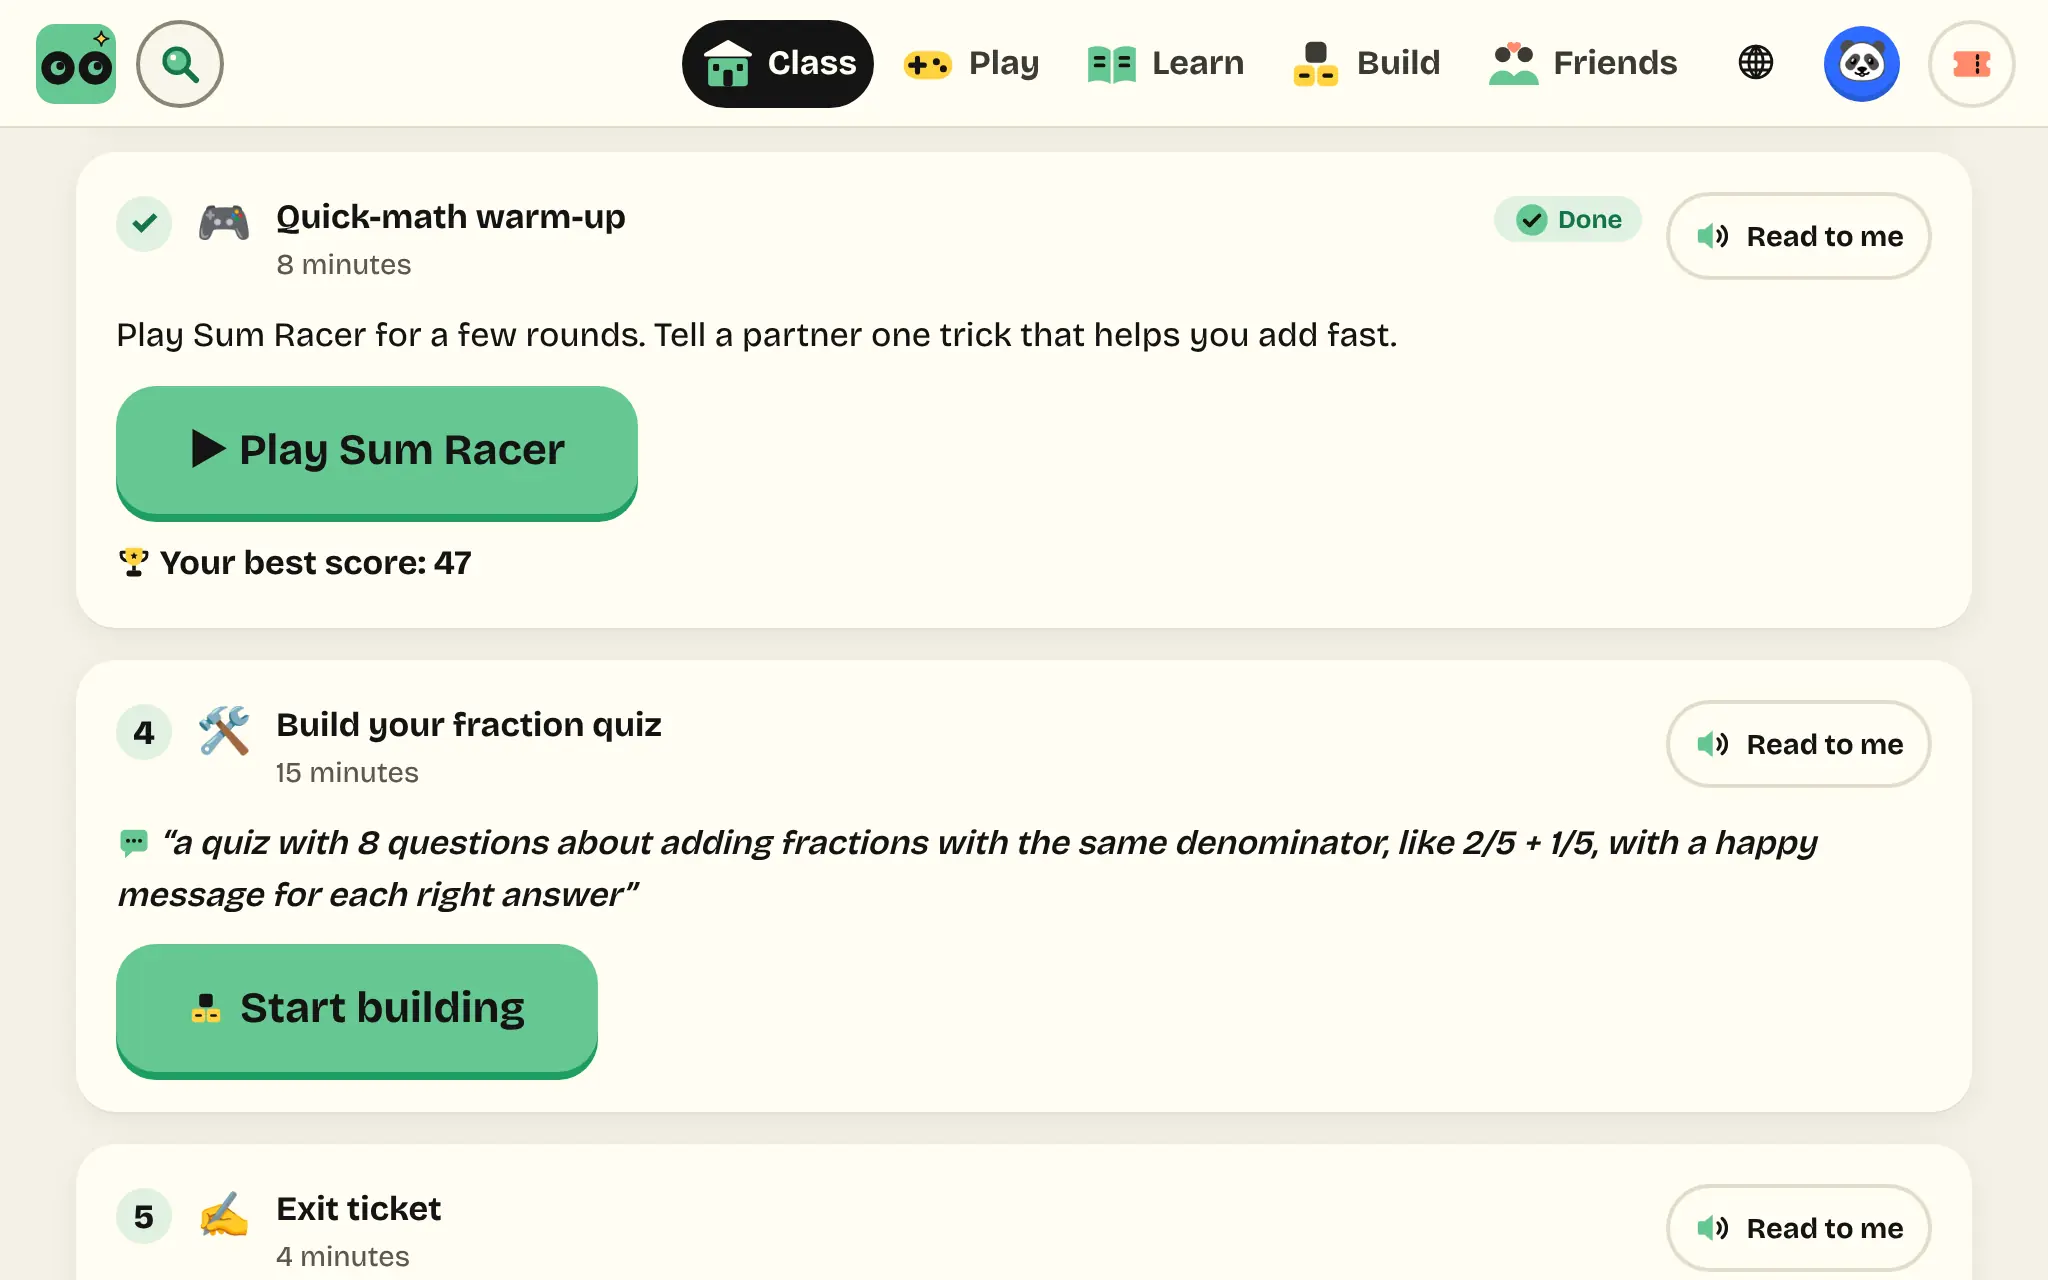 Class
Play
Learn
Build
Friends
Quick-math warm-up
8 minutes
Done
Read to me
Play Sum Racer for a few rounds. Tell a partner one trick that helps you add fast.
Play Sum Racer
Your best score: 47
4
Build your fraction quiz
15 minutes
Read to me
“a quiz with 8 questions about adding fractions with the same denominator, like 2/5 + 1/5, with a happy
message for each right answer”
Start building
5
Exit ticket
4 minutes
Read to me